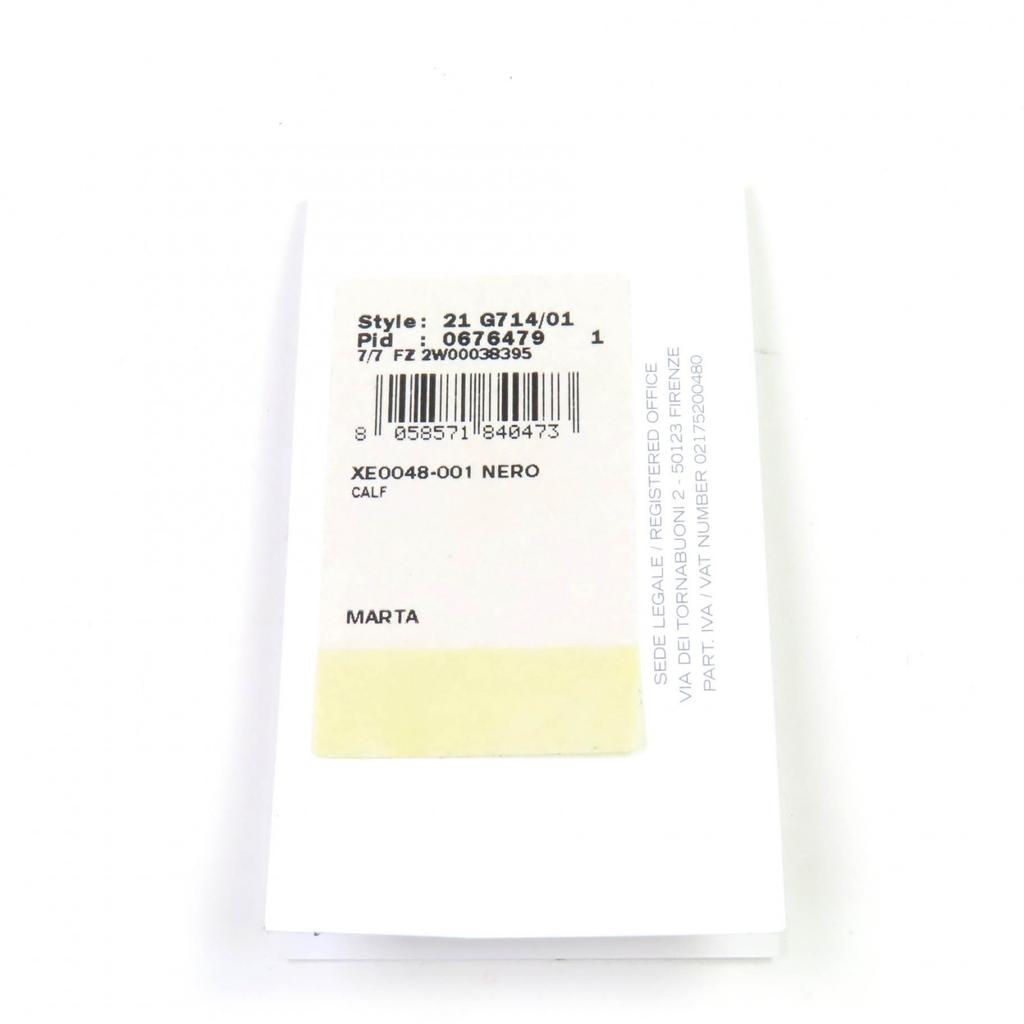 Style: 21 G714/01
Pid : 0676479 1
7/7 FZ 2W00038395
8 058571 840473
XE0048-001 NERO
CALF
MARTA
SEDE LEGALE / REGISTERED OFFICE
VIA DEI TORNABUONI 2 - 50123 FIRENZE
PART. IVA / VAT NUMBER 02175200480